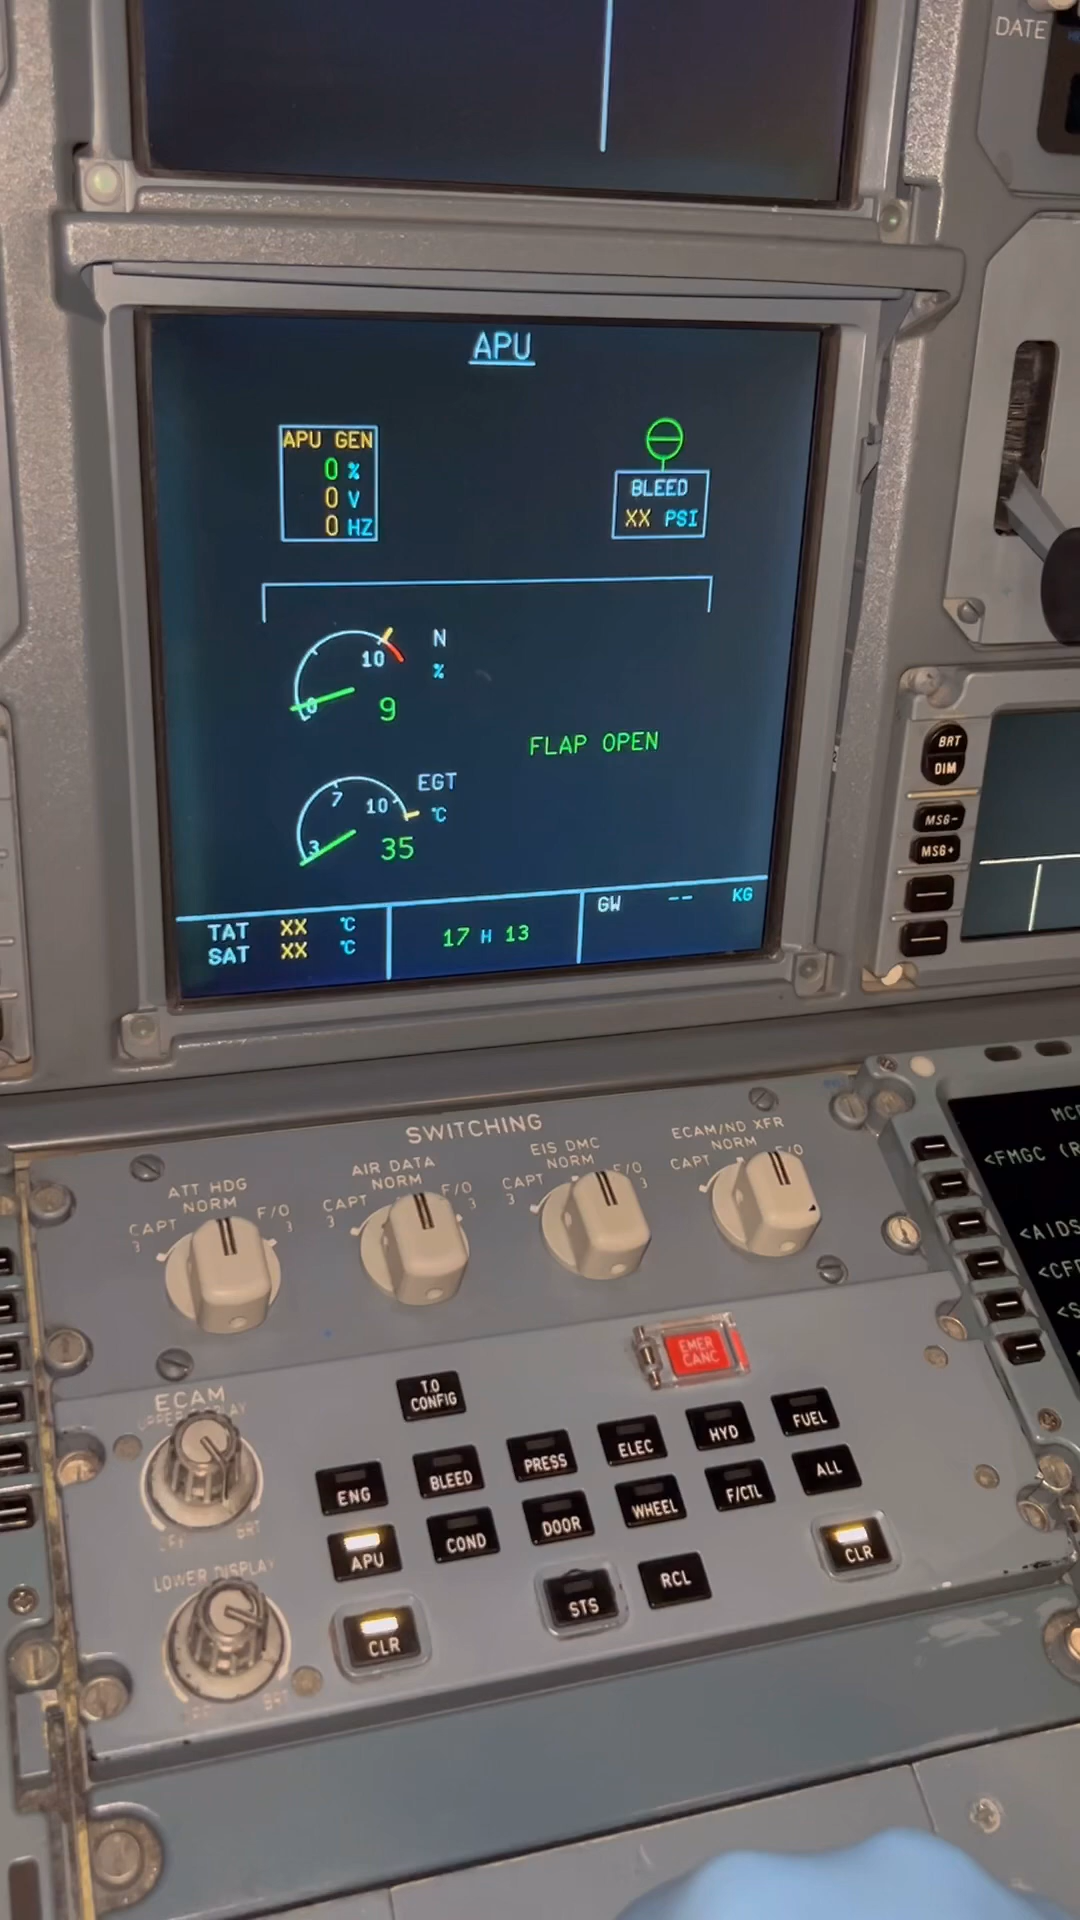 DATE
APU
APU GEN
0 %
0 V
0 HZ
BLEED
XX PSI
10
N
%
0
9
FLAP OPEN
EGT
7
10
°C
3
35
TAT XX °C
SAT XX °C
17 H 13
GW -- KG
BRT
DIM
MSG-
MSG+
SWITCHING
ATT HDG
NORM
CAPT
3
F/O
3
AIR DATA
NORM
CAPT
3
F/O
3
EIS DMC
NORM
CAPT
3
F/O
3
ECAM/ND XFR
NORM
CAPT
F/O
<FMGC (R
<AIDS
ECAM
UPPER DISPLAY
OFF
BRT
LOWER DISPLAY
OFF
BRT
T.O
CONFIG
EMER
CANC
ENG
BLEED
PRESS
ELEC
HYD
FUEL
APU
COND
DOOR
WHEEL
F/CTL
ALL
CLR
STS
RCL
CLR